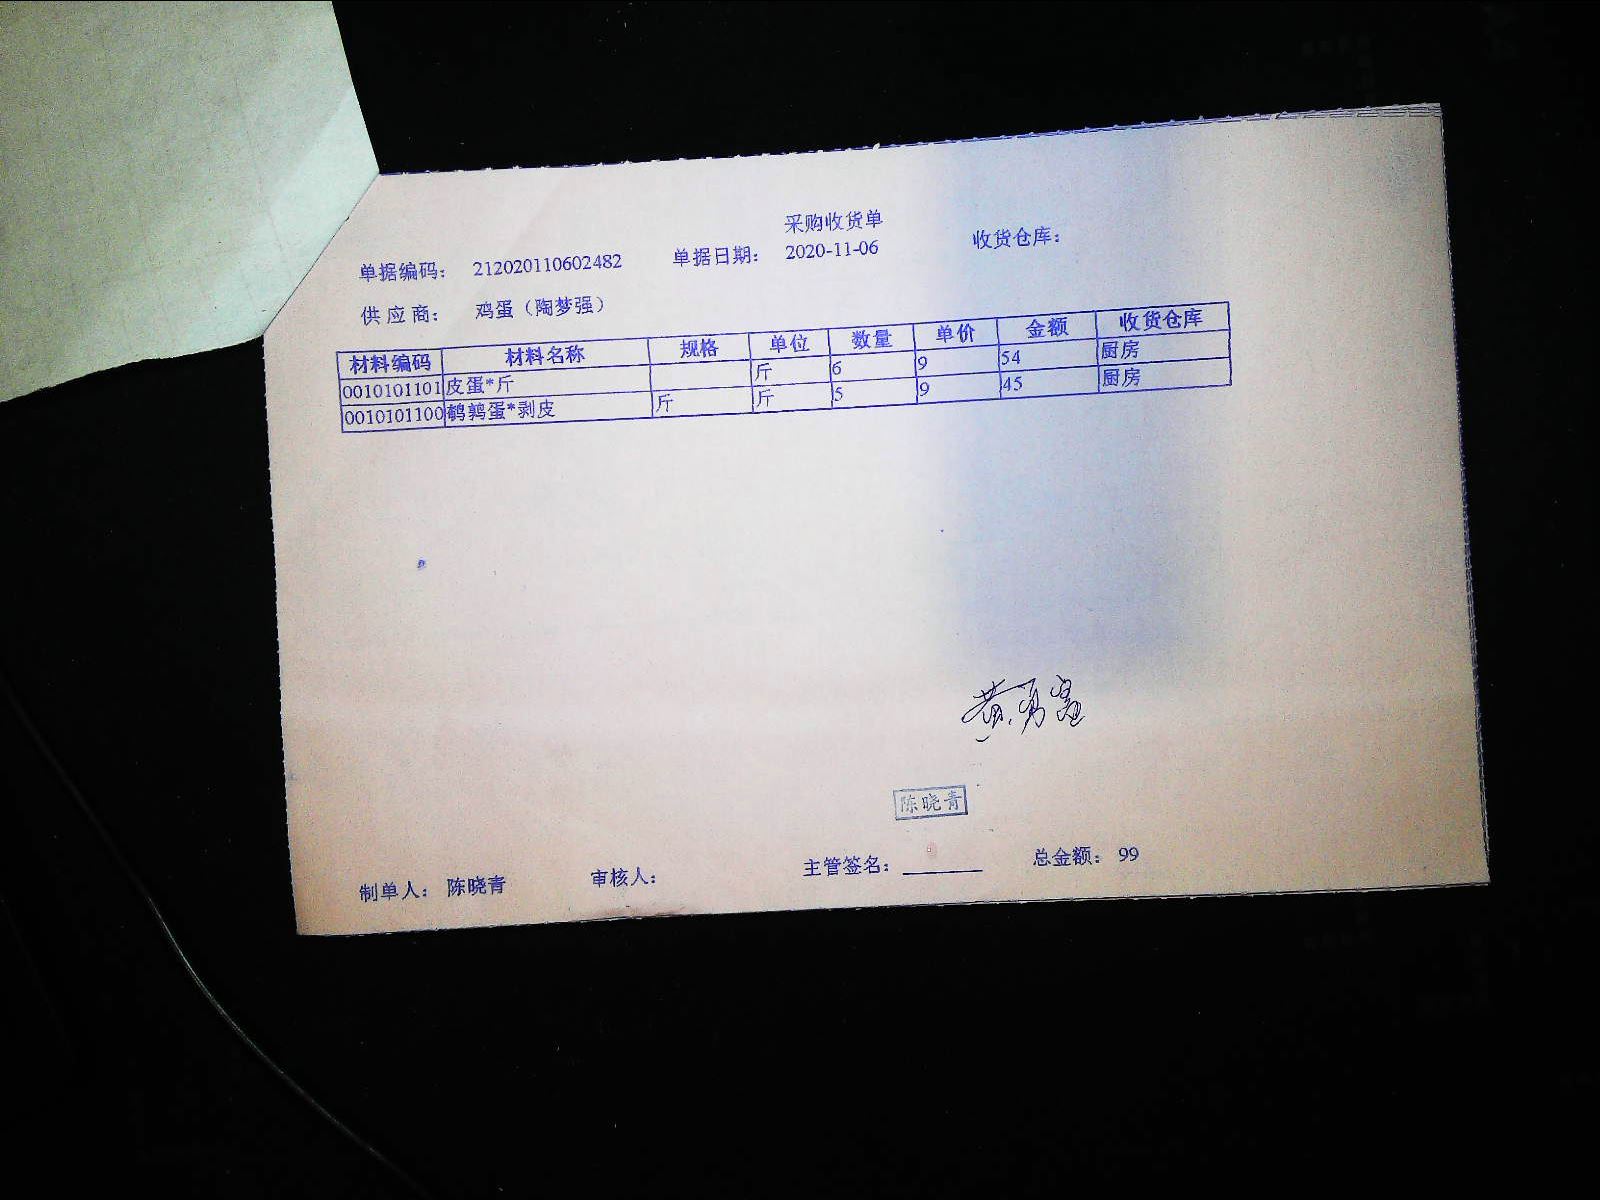 采购收货单
单据编码： 212020110602482 单据日期： 2020-11-06 收货仓库：
供应商： 鸡蛋（陶梦强）
材料编码 材料名称 规格 单位 数量 单价 金额 收货仓库
0010101101 皮蛋*斤 斤 6 9 54 厨房
0010101100 鹌鹑蛋*剥皮 斤 斤 5 9 45 厨房
陈晓青
制单人： 陈晓青 审核人： 主管签名： 总金额： 99